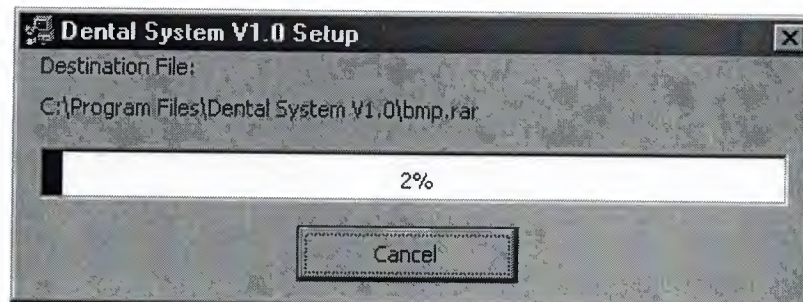 Dental System V1.0 Setup
Destination File:
C:\Program Files\Dental System V1.0\bmp.rar
2%
Cancel